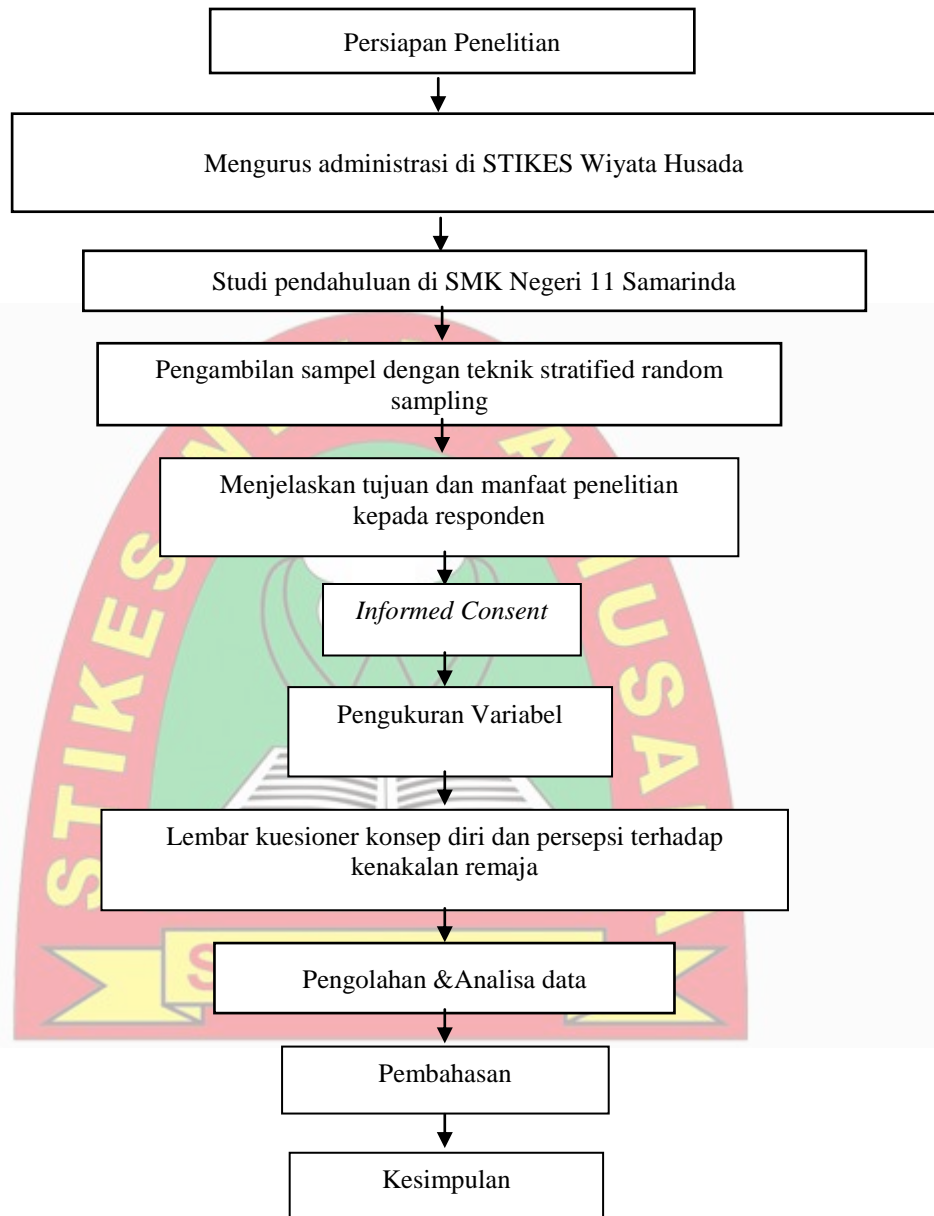 Persiapan Penelitian
Mengurus administrasi di STIKES Wiyata Husada
Studi pendahuluan di SMK Negeri 11 Samarinda
Pengambilan sampel dengan teknik stratified random
sampling
Menjelaskan tujuan dan manfaat penelitian
kepada responden
Informed Consent
Pengukuran Variabel
Lembar kuesioner konsep diri dan persepsi terhadap
kenakalan remaja
Pengolahan &Analisa data
Pembahasan
Kesimpulan
STIKES